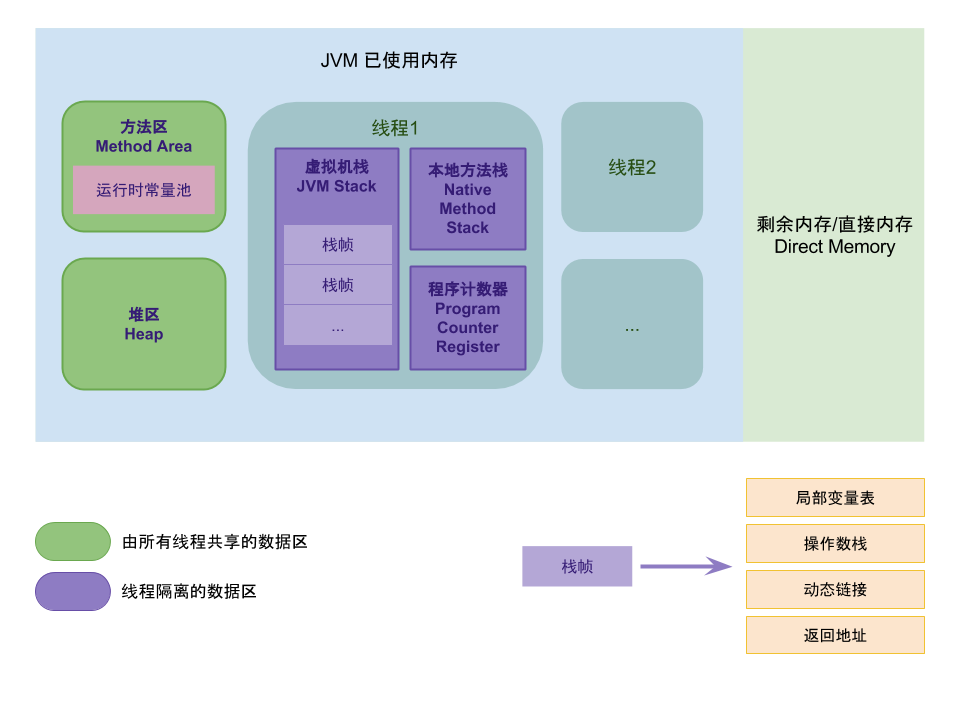 JVM 已使用内存
方法区
Method Area
运行时常量池
堆区
Heap
线程1
虚拟机栈
JVM Stack
栈帧
栈帧
...
本地方法栈
Native
Method
Stack
程序计数器
Program
Counter
Register
线程2
...
剩余内存/直接内存
Direct Memory
由所有线程共享的数据区
线程隔离的数据区
栈帧
局部变量表
操作数栈
动态链接
返回地址